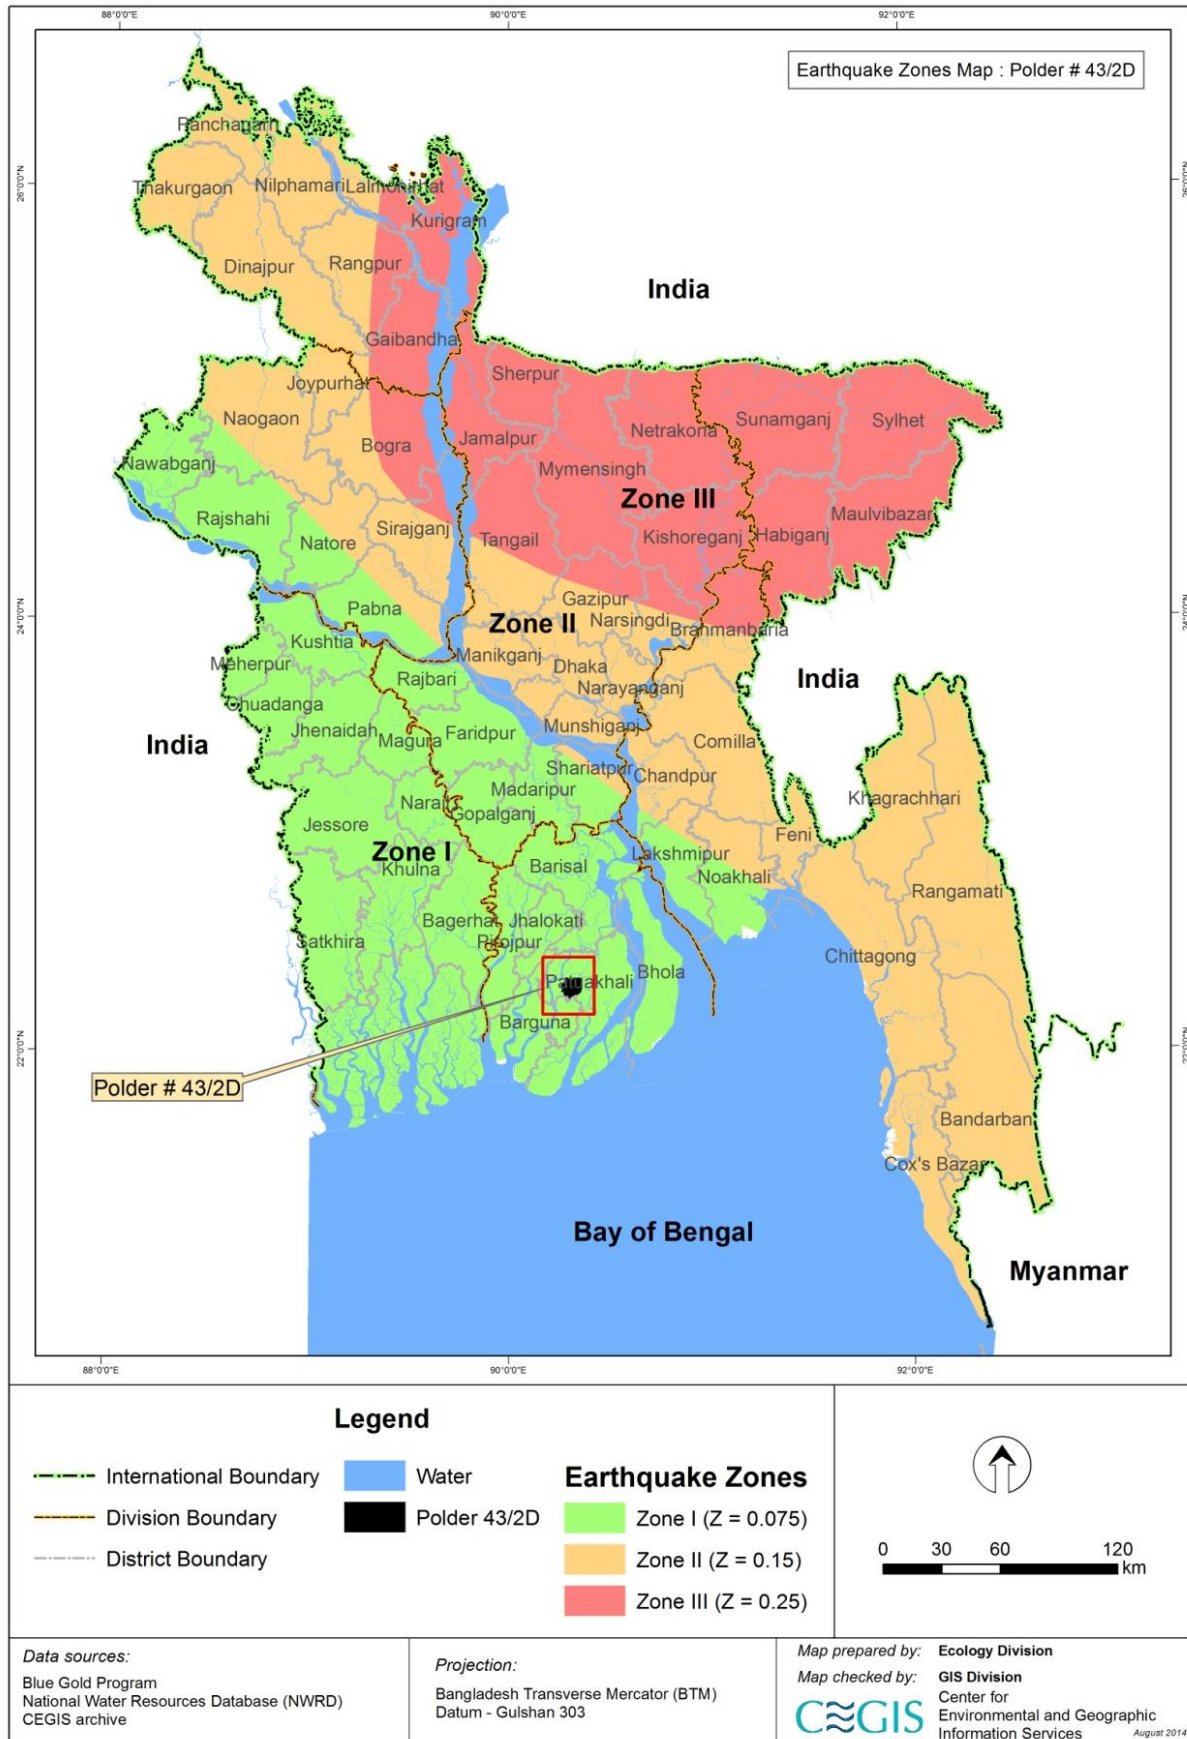 88°0'0"E
90°0'0"E
92°0'0"E
Earthquake Zones Map : Polder # 43/2D
26°0'0"N
26°0'0"N
Panchagarh
Thakurgaon
Nilphamari
Lalmonirhat
Kurigram
Dinajpur
Rangpur
India
Gaibandha
Sherpur
Joypurhat
Naogaon
Bogra
Jamalpur
Netrakona
Sunamganj
Sylhet
Nawabganj
Mymensingh
Zone III
Rajshahi
Natore
Sirajganj
Tangail
Kishoreganj
Habiganj
Maulvibazar
24°0'0"N
24°0'0"N
Pabna
Gazipur
Zone II
Narsingdi
Kushtia
Brahmanbaria
Meherpur
Manikganj
Dhaka
India
Rajbari
Narayanganj
Chuadanga
Jhenaidah
India
Magura
Faridpur
Munshiganj
Comilla
Shariatpur
Chandpur
Madaripur
Khagrachhari
Narail
Gopalganj
Jessore
Feni
Zone I
Lakshmipur
Khulna
Barisal
Noakhali
Rangamati
Bagerhat
Jhalokati
Satkhira
Pirojpur
Chittagong
Bhola
Patuakhali
Barguna
22°0'0"N
22°0'0"N
Polder # 43/2D
Bandarban
Cox's Bazar
Bay of Bengal
Myanmar
88°0'0"E
90°0'0"E
92°0'0"E
Legend
International Boundary
Division Boundary
District Boundary
Water
Polder 43/2D
Earthquake Zones
Zone I (Z = 0.075)
Zone II (Z = 0.15)
Zone III (Z = 0.25)
0 30 60 120
km
Data sources:
Blue Gold Program
National Water Resources Database (NWRD)
CEGIS archive
Projection:
Bangladesh Transverse Mercator (BTM)
Datum - Gulshan 303
Map prepared by: Ecology Division
Map checked by: GIS Division
CEGIS
Center for
Environmental and Geographic
Information Services
August 2014